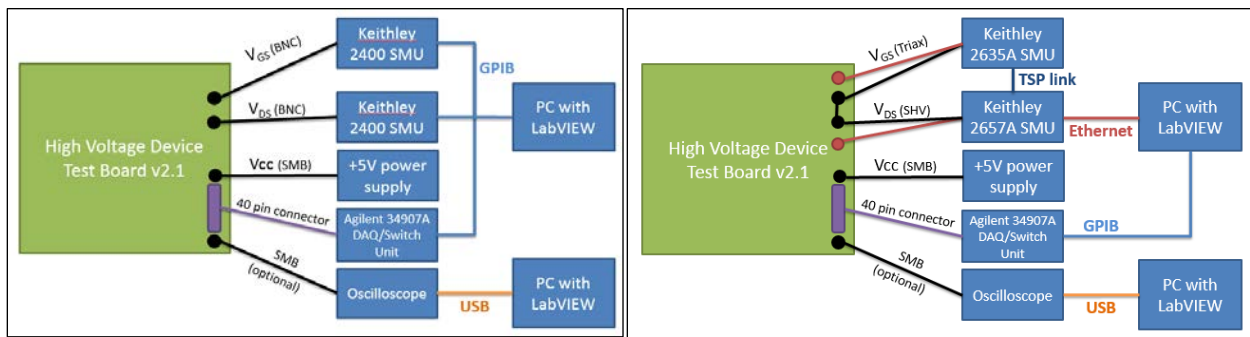 V_GS (BNC)
Keithley
2400 SMU
GPIB
V_DS (BNC)
Keithley
2400 SMU
PC with
LabVIEW
High Voltage Device
Test Board v2.1
Vcc (SMB)
+5V power
supply
40 pin connector
Agilent 34907A
DAQ/Switch
Unit
SMB
(optional)
Oscilloscope
USB
PC with
LabVIEW
V_GS (Triax)
Keithley
2635A SMU
TSP link
V_DS (SHV)
Keithley
2657A SMU
Ethernet
PC with
LabVIEW
High Voltage Device
Test Board v2.1
VCC (SMB)
+5V power
supply
40 pin connector
Agilent 34907A
DAQ/Switch
Unit
GPIB
SMB
(optional)
Oscilloscope
USB
PC with
LabVIEW